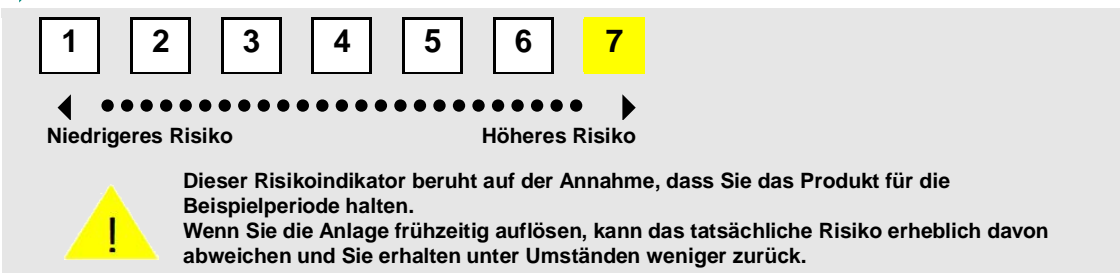 1 2 3 4 5 6 7
Niedrigeres Risiko Höheres Risiko
Dieser Risikoindikator beruht auf der Annahme, dass Sie das Produkt für die
Beispielperiode halten.
! Wenn Sie die Anlage frühzeitig auflösen, kann das tatsächliche Risiko erheblich davon
abweichen und Sie erhalten unter Umständen weniger zurück.